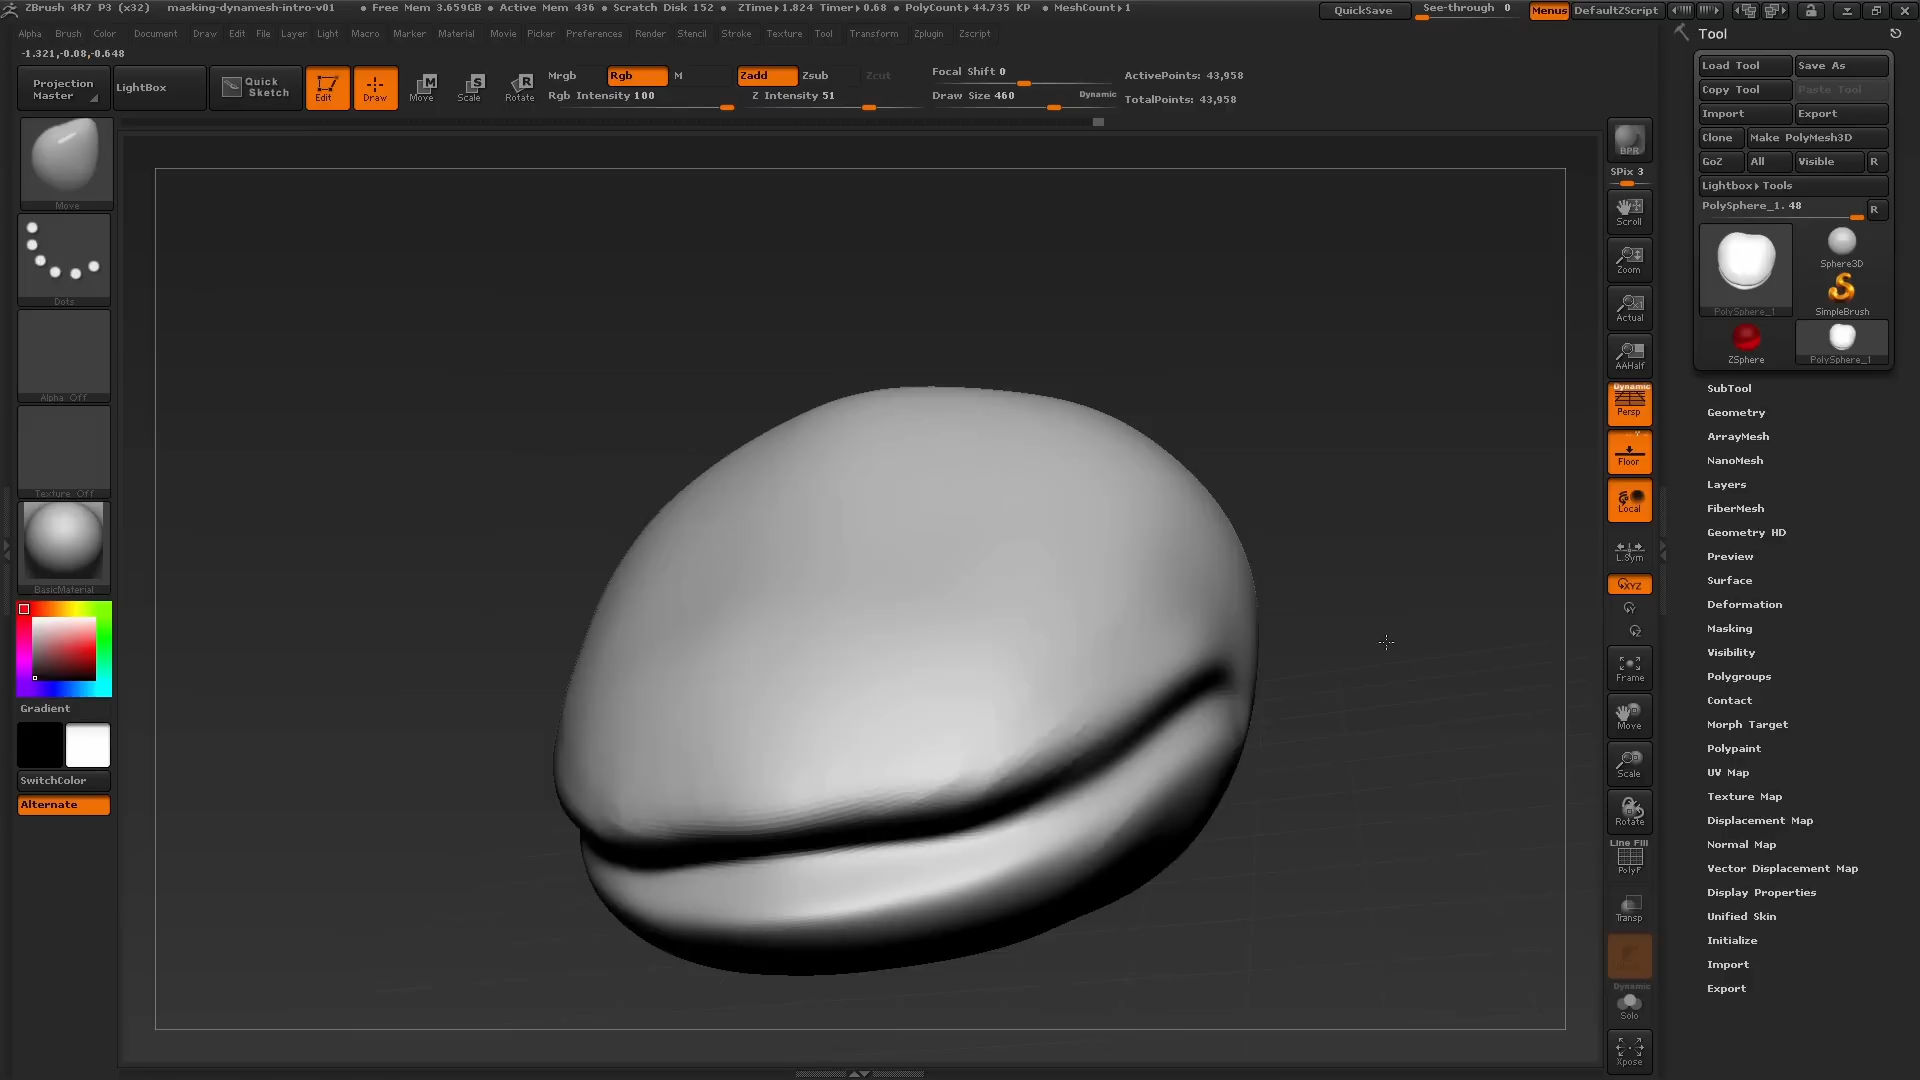 ZBrush 4R7 P3 (x32) masking-dynamesh-intro-v01 ● Free Mem 3.659GB ● Active Mem 436 ● Scratch Disk 152 ● ZTime▸1.824 Timer▸0.68 ● PolyCount▸44.735 KP ● MeshCount▸1 QuickSave See-through 0 Menus DefaultZScript
Alpha Brush Color Document Draw Edit File Layer Light Macro Marker Material Movie Picker Preferences Render Stencil Stroke Texture Tool Transform Zplugin Zscript
-1.321,-0.08,-0.648
Projection Master
LightBox
Quick Sketch
Edit
Draw
Move
Scale
Rotate
Mrgb Rgb M
Rgb Intensity 100
Zadd Zsub Zcut
Z Intensity 51
Focal Shift 0
Draw Size 460 Dynamic
ActivePoints: 43,958
TotalPoints: 43,958
Move
Dots
Alpha Off
Texture Off
BasicMaterial
Gradient
SwitchColor
Alternate
BPR
SPix 3
Scroll
Zoom
Actual
AAHalf
Dynamic
Persp
Floor
Local
L.Sym
XYZ
Y
Z
Frame
Move
Scale
Rotate
Line Fill
PolyF
Transp
Dynamic
Solo
Xpose
Tool
Load Tool Save As
Copy Tool Paste Tool
Import Export
Clone Make PolyMesh3D
GoZ All Visible R
Lightbox▸Tools
PolySphere_1. 48 R
PolySphere_1
Sphere3D
SimpleBrush
ZSphere
PolySphere_1
SubTool
Geometry
ArrayMesh
NanoMesh
Layers
FiberMesh
Geometry HD
Preview
Surface
Deformation
Masking
Visibility
Polygroups
Contact
Morph Target
Polypaint
UV Map
Texture Map
Displacement Map
Normal Map
Vector Displacement Map
Display Properties
Unified Skin
Initialize
Import
Export